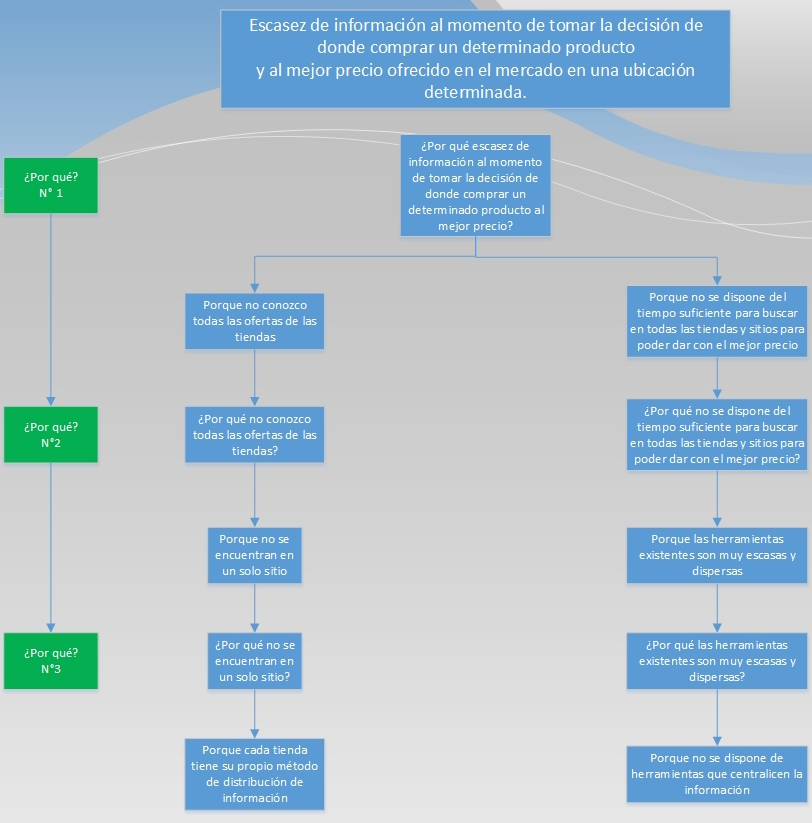 Escasez de información al momento de tomar la decisión de
donde comprar un determinado producto
y al mejor precio ofrecido en el mercado en una ubicación
determinada.
¿Por qué?
N° 1
¿Por qué escasez de
información al momento
de tomar la decisión de
donde comprar un
determinado producto al
mejor precio?
Porque no conozco
todas las ofertas de las
tiendas
Porque no se dispone del
tiempo suficiente para buscar
en todas las tiendas y sitios para
poder dar con el mejor precio
¿Por qué?
N°2
¿Por qué no conozco
todas las ofertas de las
tiendas?
¿Por qué no se dispone del
tiempo suficiente para buscar
en todas las tiendas y sitios para
poder dar con el mejor precio?
Porque no se
encuentran en
un solo sitio
Porque las herramientas
existentes son muy escasas y
dispersas
¿Por qué?
N°3
¿Por qué no se
encuentran en
un solo sitio?
¿Por qué las herramientas
existentes son muy escasas y
dispersas?
Porque cada tienda
tiene su propio método
de distribución de
información
Porque no se dispone de
herramientas que centralicen la
información